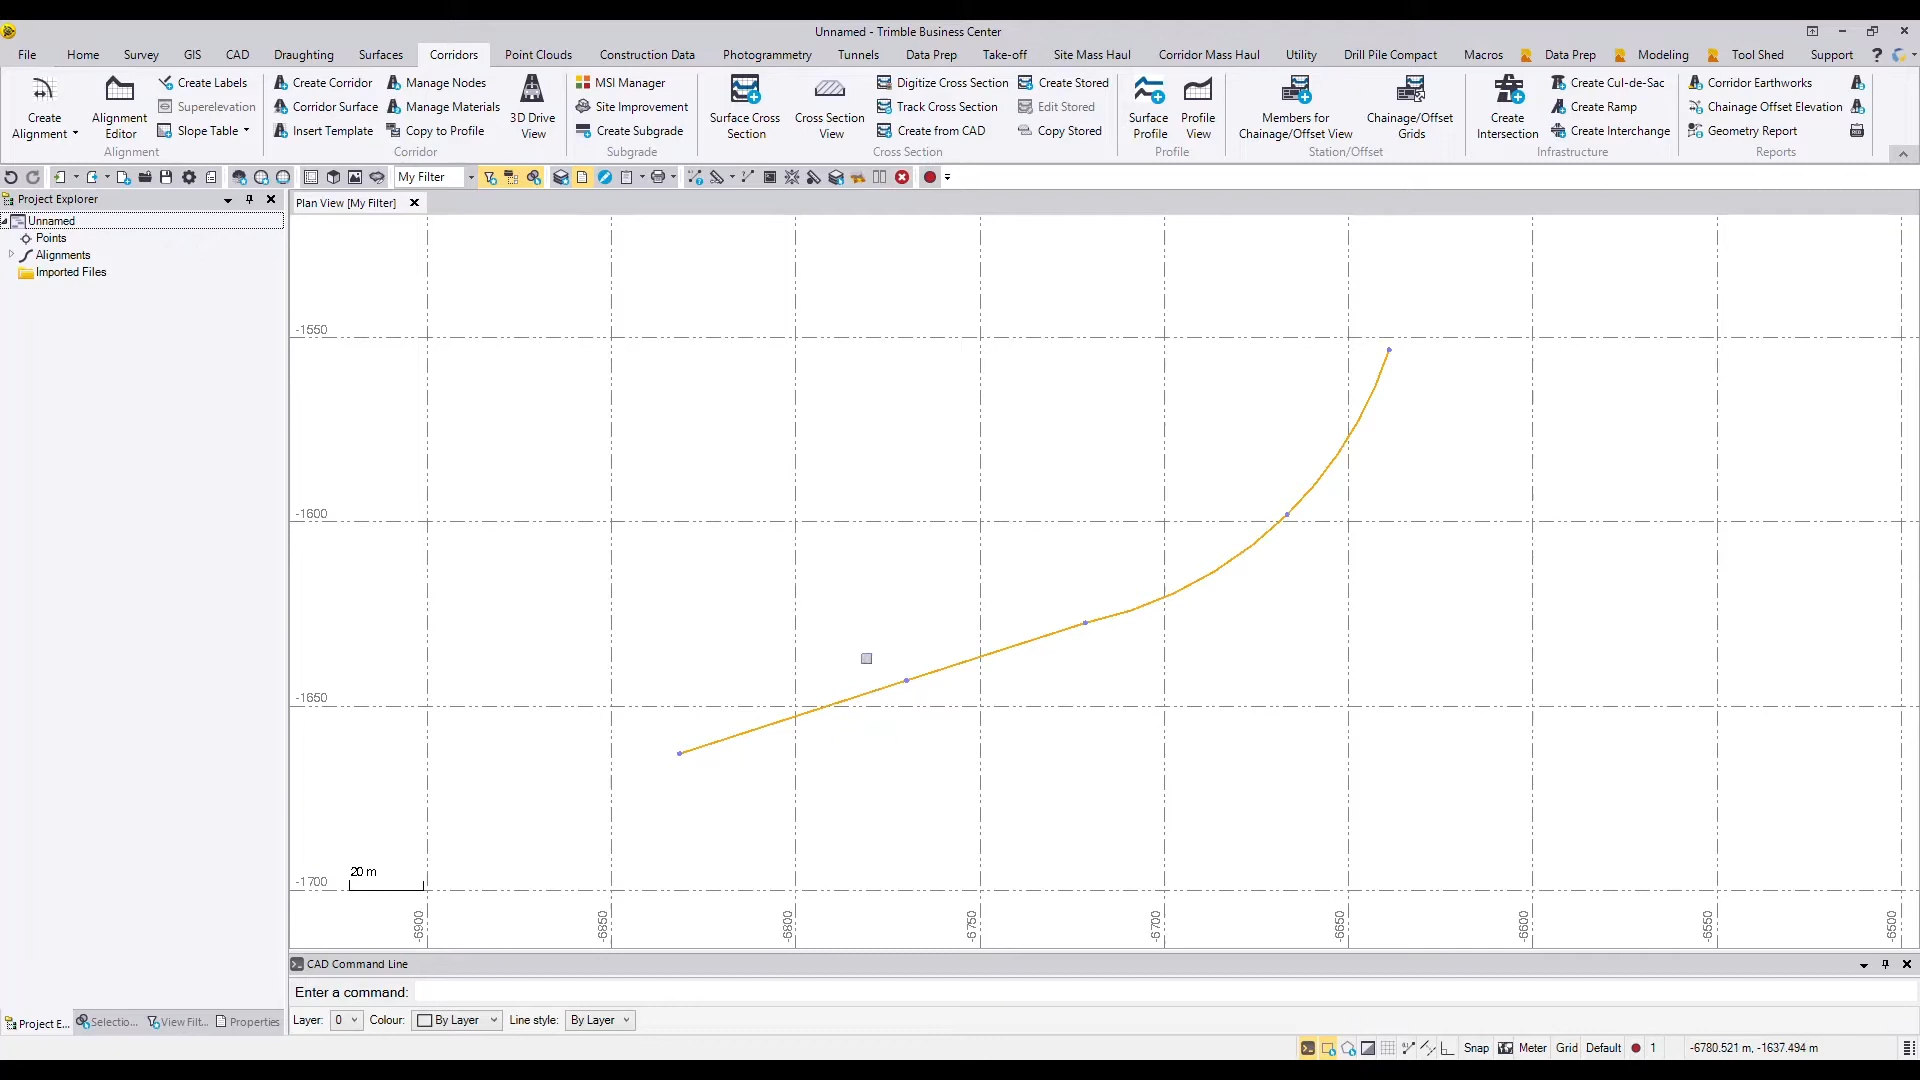 Unnamed - Trimble Business Center
File Home Survey GIS CAD Draughting Surfaces Corridors Point Clouds Construction Data Photogrammetry Tunnels Data Prep Take-off Site Mass Haul Corridor Mass Haul Utility Drill Pile Compact Macros Data Prep Modeling Tool Shed Support
Create Alignment
Alignment Editor
Create Labels
Superelevation
Slope Table
Alignment
Create Corridor
Corridor Surface
Insert Template
Manage Nodes
Manage Materials
Copy to Profile
3D Drive View
Corridor
MSI Manager
Site Improvement
Create Subgrade
Subgrade
Surface Cross Section
Cross Section View
Digitize Cross Section
Track Cross Section
Create from CAD
Create Stored
Edit Stored
Copy Stored
Cross Section
Surface Profile
Profile View
Profile
Members for Chainage/Offset View
Chainage/Offset Grids
Station/Offset
Create Intersection
Create Cul-de-Sac
Create Ramp
Create Interchange
Infrastructure
Corridor Earthworks
Chainage Offset Elevation
Geometry Report
Reports
My Filter
Project Explorer
Unnamed
Points
Alignments
Imported Files
Plan View [My Filter]
-1550
-1600
-1650
-1700
20 m
-6900 -6850 -6800 -6750 -6700 -6650 -6600 -6550 -6500
CAD Command Line
Enter a command:
Project E... Selectio... View Filt... Properties
Layer: 0 Colour: By Layer Line style: By Layer
Snap Meter Grid Default 1 -6780.521 m, -1637.494 m